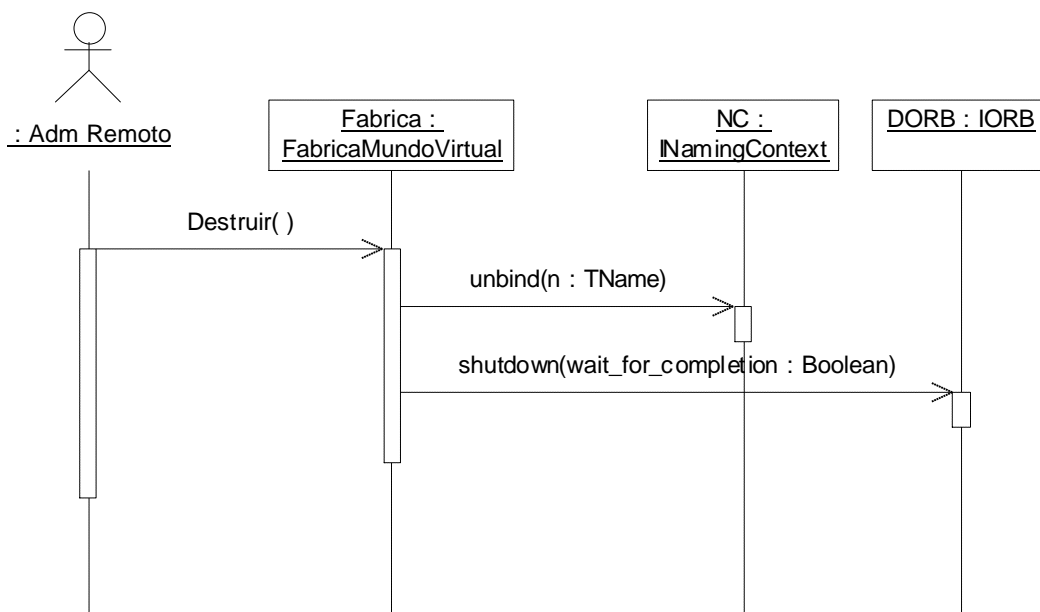 : Adm Remoto
Fabrica :
FabricaMundoVirtual
NC :
INamingContext
DORB : IORB
Destruir( )
unbind(n : TName)
shutdown(wait_for_completion : Boolean)